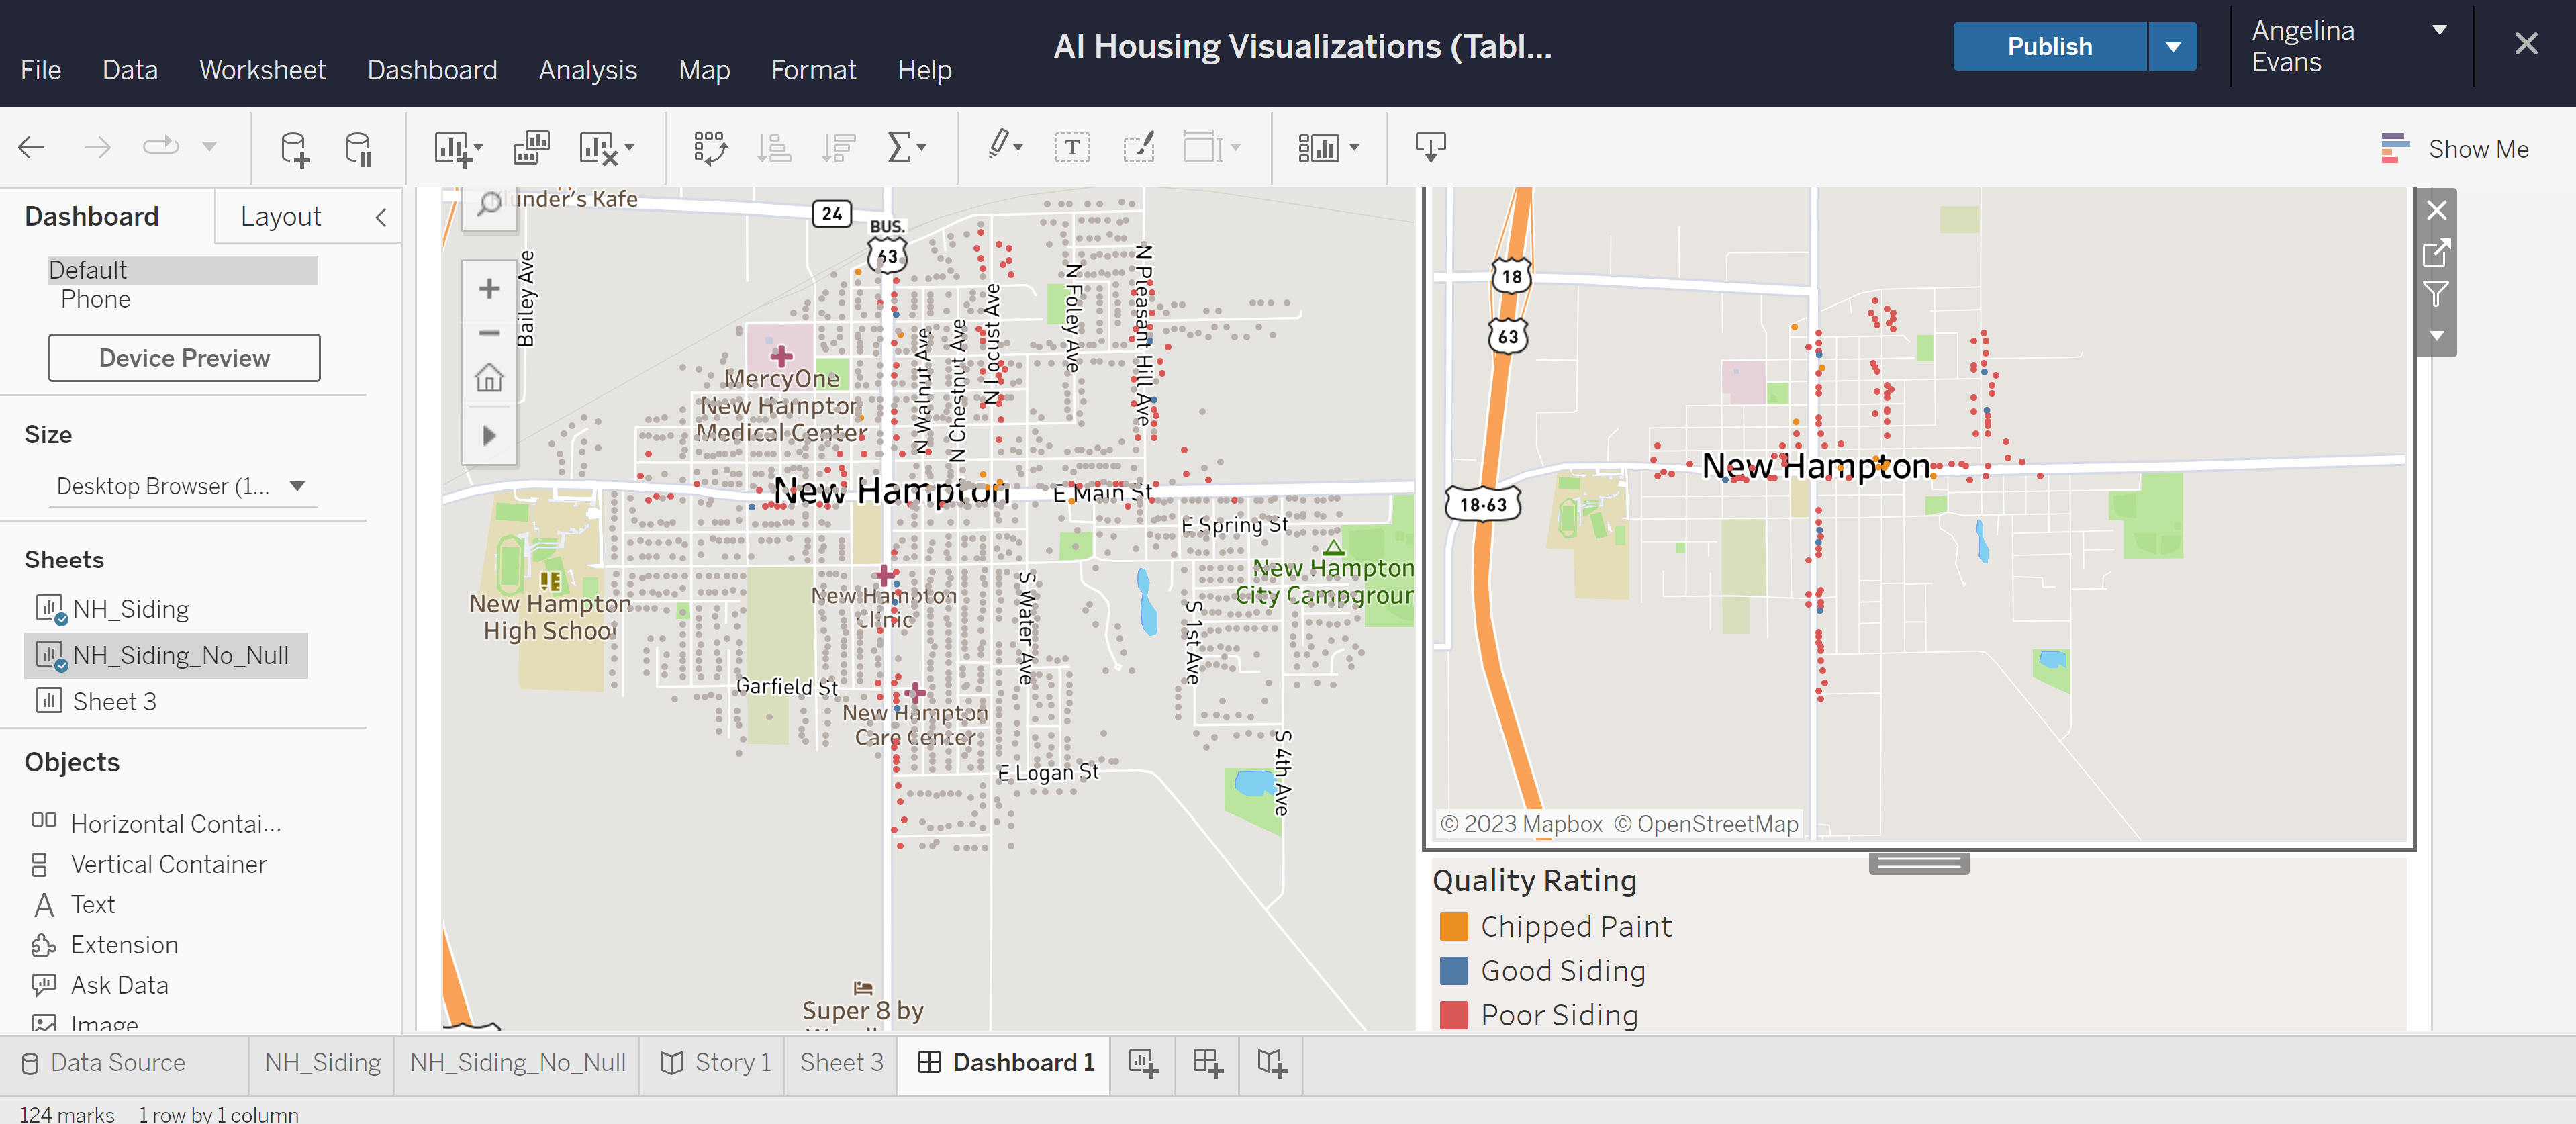 AI Housing Visualizations (Tabl...
Publish
Angelina
Evans
File Data Worksheet Dashboard Analysis Map Format Help
Show Me
Dashboard
Layout
Default
Phone
Device Preview
Size
Desktop Browser (1...
Sheets
NH_Siding
NH_Siding_No_Null
Sheet 3
Objects
Horizontal Contai...
Vertical Container
Text
Extension
Ask Data
Image
under's Kafe
24
BUS.
63
Bailey Ave
N Walnut Ave
N Chestnut Ave
N Locust Ave
N Foley Ave
N Pleasant Hill Ave
MercyOne
New Hampton
Medical Center
New Hampton
E Main St
E Spring St
New Hampton
City Campgrour
New Hampton
High School
New Hampton
Clinic
S Water Ave
S 1st Ave
Garfield St
New Hampton
Care Center
E Logan St
S 4th Ave
Super 8 by
18
63
New Hampton
18-63
© 2023 Mapbox © OpenStreetMap
Quality Rating
Chipped Paint
Good Siding
Poor Siding
Data Source
NH_Siding
NH_Siding_No_Null
Story 1
Sheet 3
Dashboard 1
124 marks 1 row by 1 column